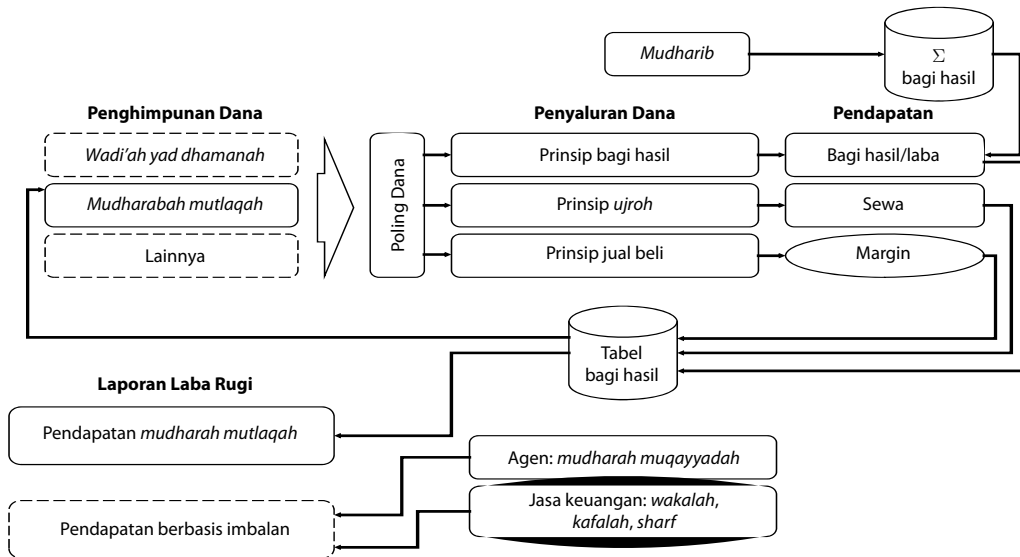 Mudharib
Σ
bagi hasil
Penghimpunan Dana
Penyaluran Dana
Pendapatan
Wadi'ah yad dhamanah
Mudharabah mutlaqah
Lainnya
Poling Dana
Prinsip bagi hasil
Bagi hasil/laba
Prinsip ujroh
Sewa
Prinsip jual beli
Margin
Tabel
bagi hasil
Laporan Laba Rugi
Pendapatan mudharah mutlaqah
Agen: mudharah muqayyadah
Jasa keuangan: wakalah,
kafalah, sharf
Pendapatan berbasis imbalan